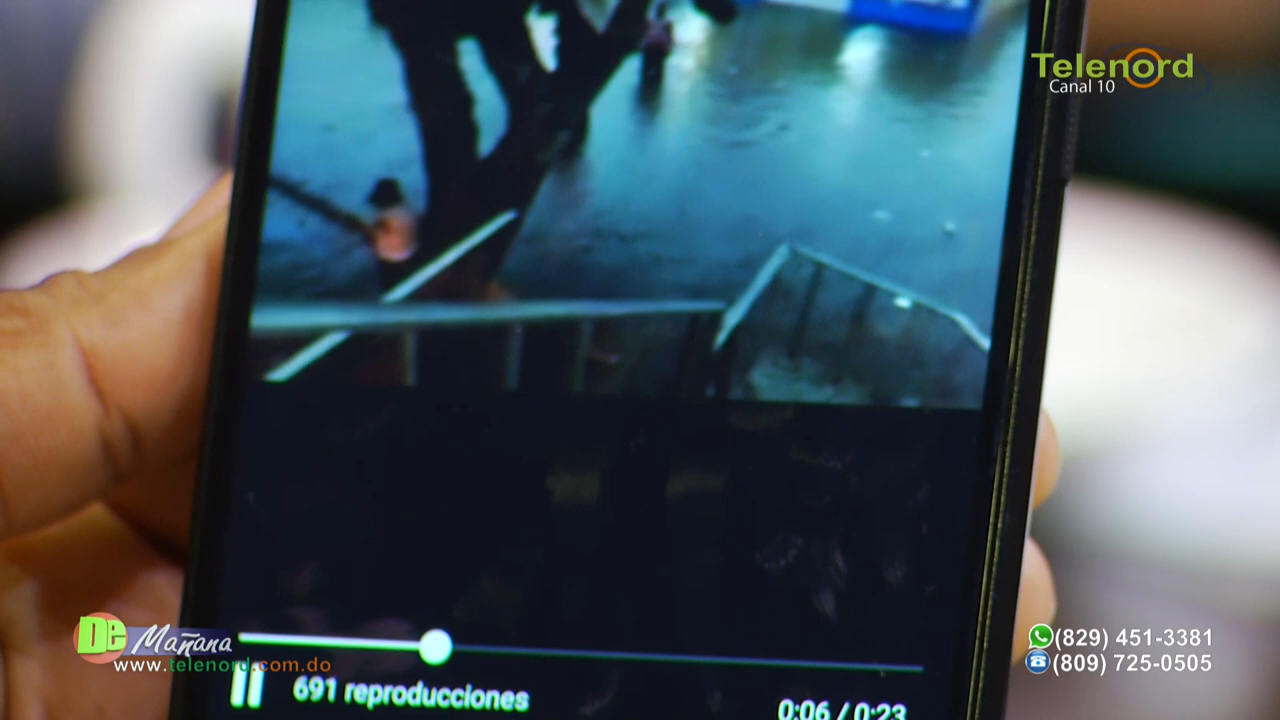 Telenord
Canal 10
De Mañana
www.telenord.com.do
(829) 451-3381
(809) 725-0505
691 reproducciones
0:06 / 0:23